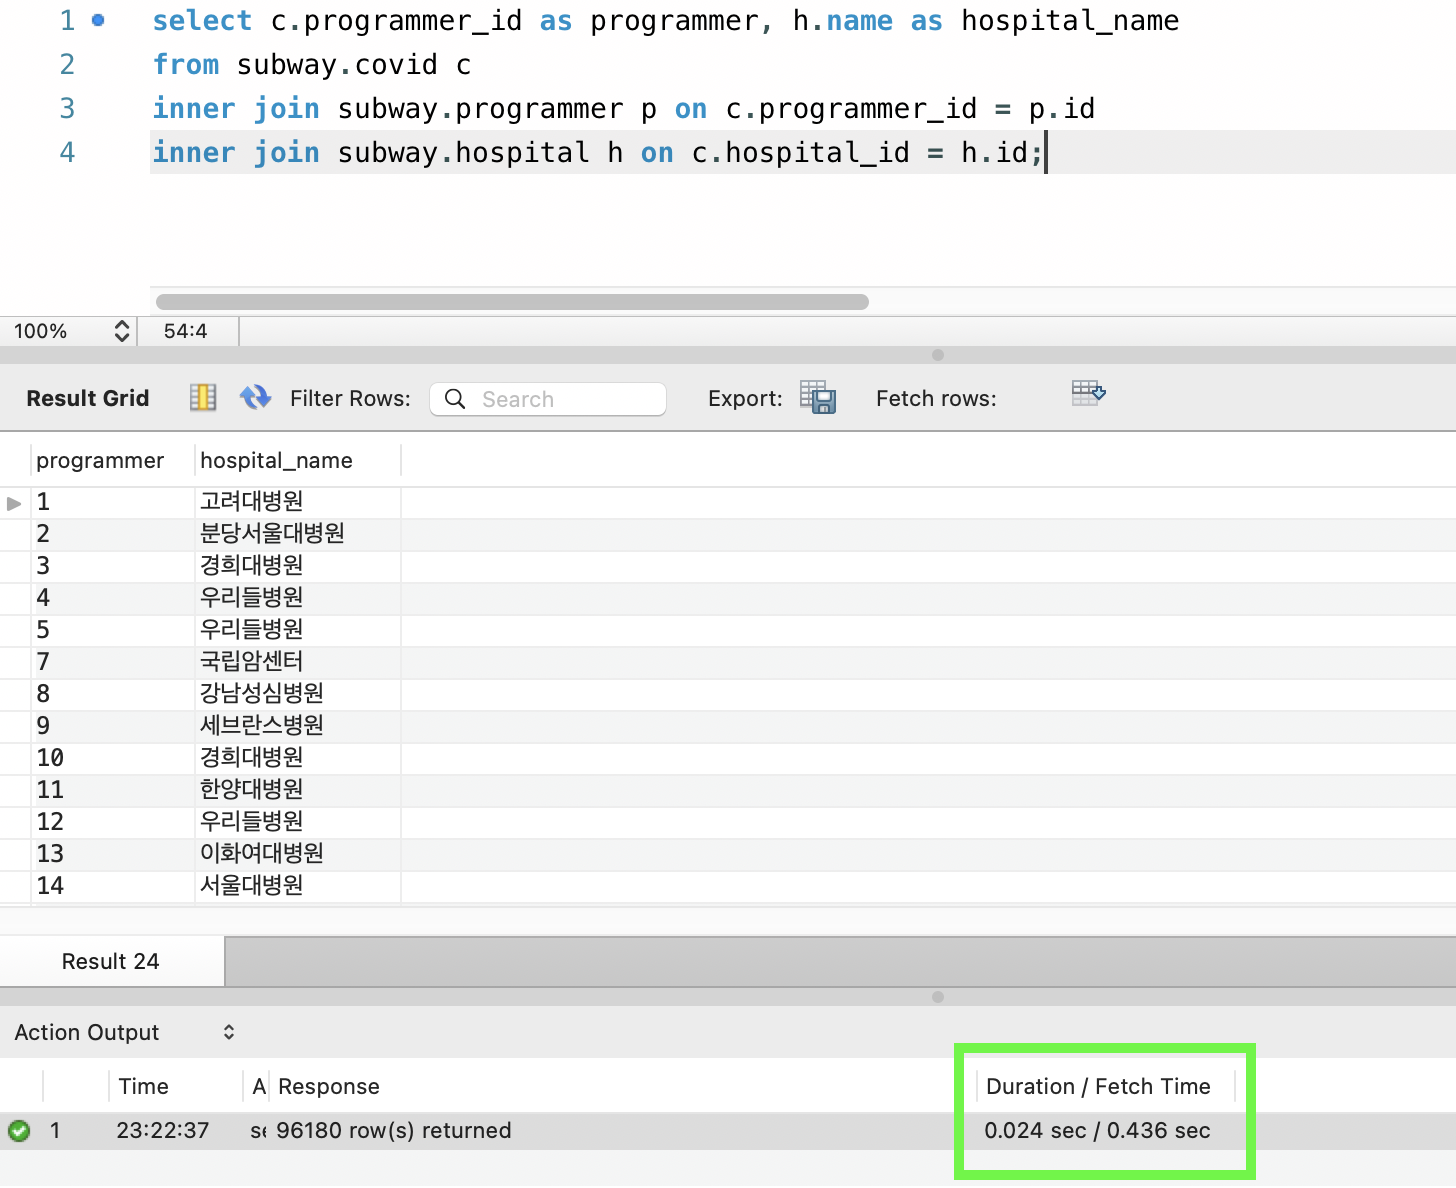 1 select c.programmer_id as programmer, h.name as hospital_name
2 from subway.covid c
3 inner join subway.programmer p on c.programmer_id = p.id
4 inner join subway.hospital h on c.hospital_id = h.id;
100% 54:4
Result Grid Filter Rows: Search Export: Fetch rows:
programmer hospital_name
1 고려대병원
2 분당서울대병원
3 경희대병원
4 우리들병원
5 우리들병원
7 국립암센터
8 강남성심병원
9 세브란스병원
10 경희대병원
11 한양대병원
12 우리들병원
13 이화여대병원
14 서울대병원
Result 24
Action Output
Time A Response Duration / Fetch Time
1 23:22:37 se 96180 row(s) returned 0.024 sec / 0.436 sec